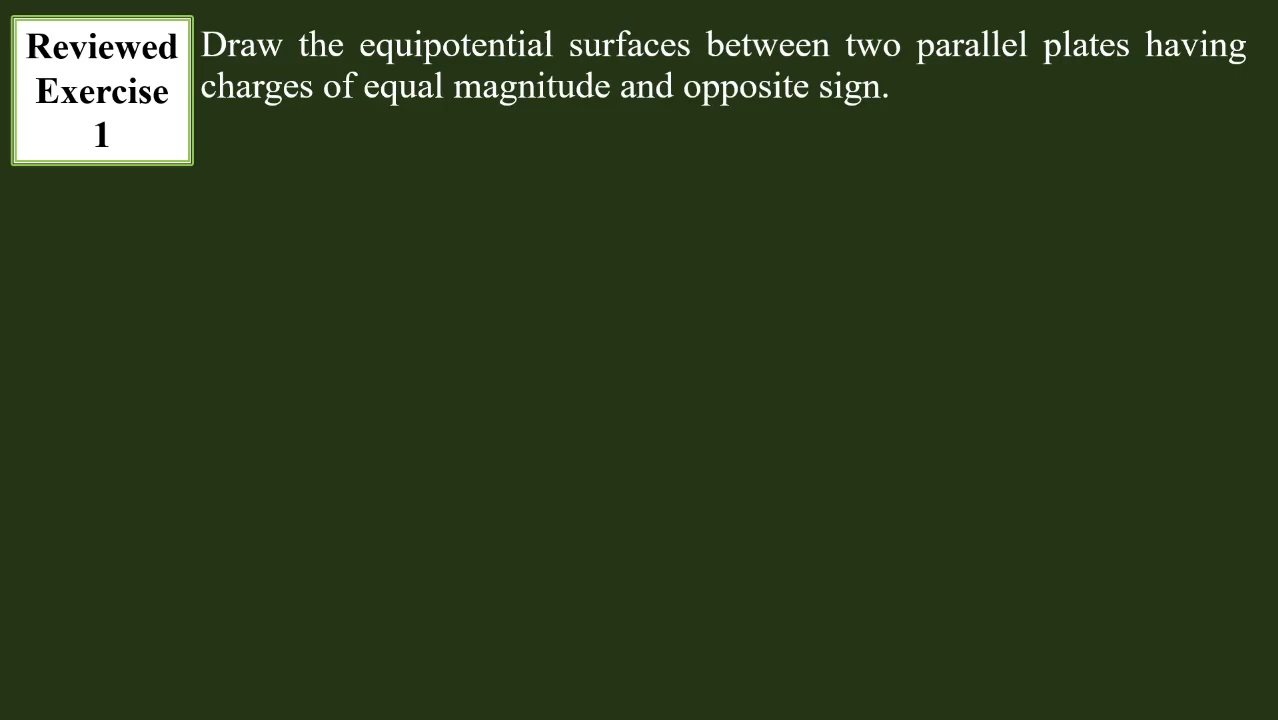 Reviewed
Exercise
1
Draw the equipotential surfaces between two parallel plates having
charges of equal magnitude and opposite sign.